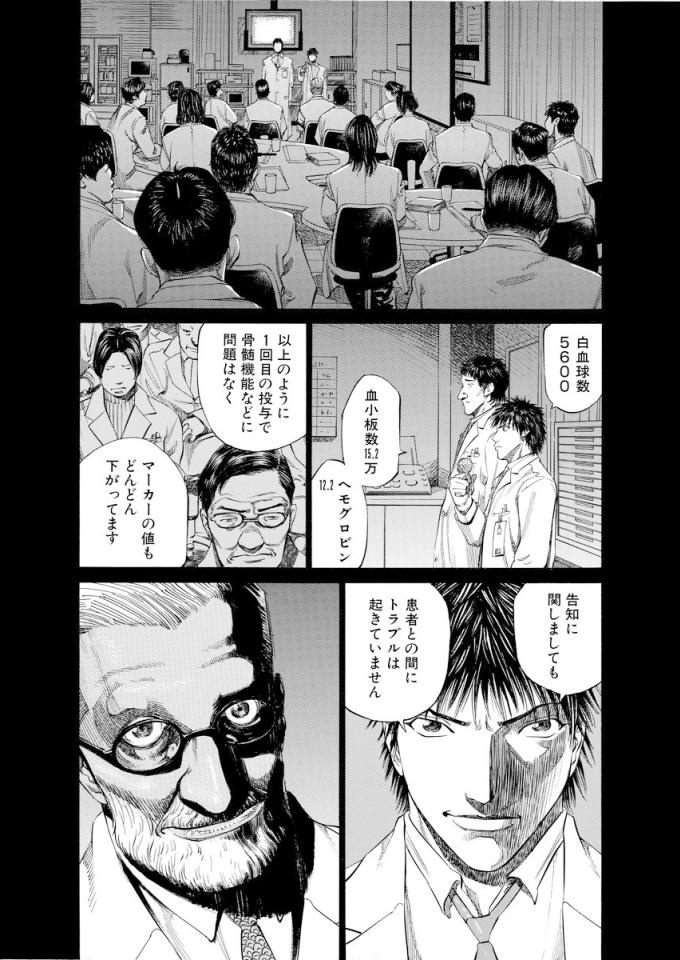 白血球数
5600
血小板数15.2万
ヘモグロビン
12.2
以上のように
1回目の投与で
骨髄機能などに
問題はなく
マーカーの値も
どんどん
下がってます
告知に
関しましても
患者との間に
トラブルは
起きていません